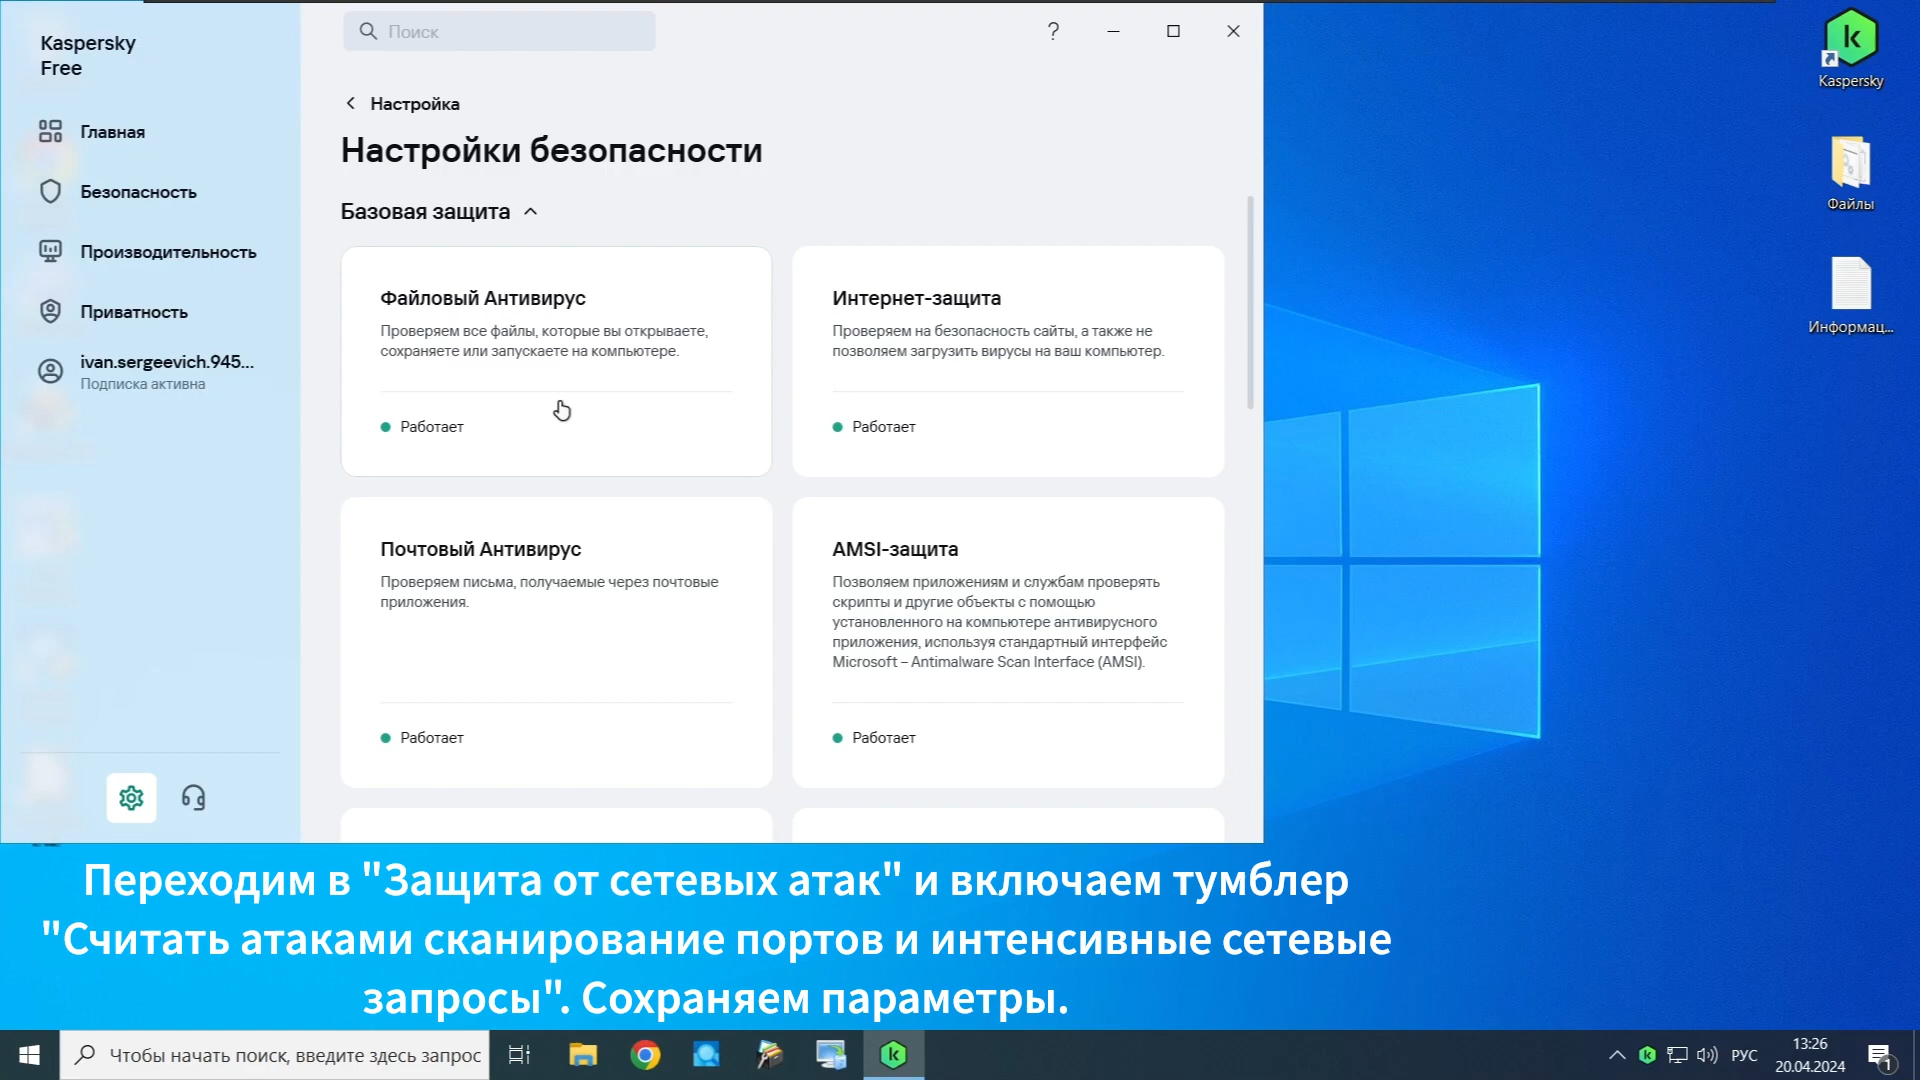 Kaspersky
Free
Главная
Безопасность
Производительность
Приватность
ivan.sergeevich.945...
Подписка активна
Поиск
?
Настройка
Настройки безопасности
Базовая защита
Файловый Антивирус
Проверяем все файлы, которые вы открываете,
сохраняете или запускаете на компьютере.
Работает
Интернет-защита
Проверяем на безопасность сайты, а также не
позволяем загрузить вирусы на ваш компьютер.
Работает
Почтовый Антивирус
Проверяем письма, получаемые через почтовые
приложения.
Работает
AMSI-защита
Позволяем приложениям и службам проверять
скрипты и другие объекты с помощью
установленного на компьютере антивирусного
приложения, используя стандартный интерфейс
Microsoft – Antimalware Scan Interface (AMSI).
Работает
Kaspersky
Файлы
Информац...
Переходим в "Защита от сетевых атак" и включаем тумблер
"Считать атаками сканирование портов и интенсивные сетевые
запросы". Сохраняем параметры.
Чтобы начать поиск, введите здесь запрос
РУС
13:26
20.04.2024
1